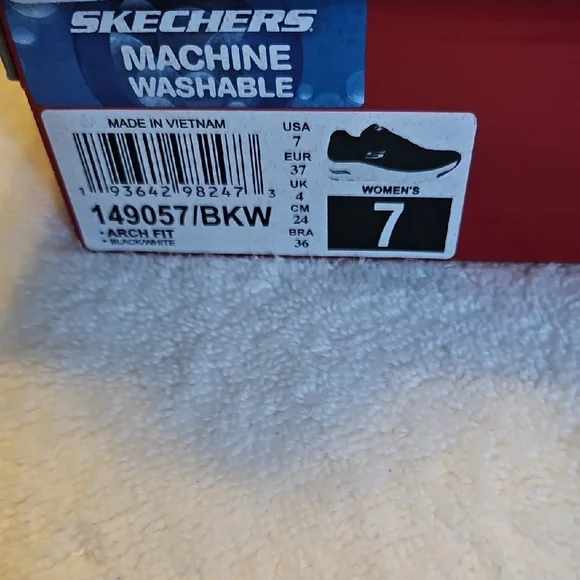 SKECHERS
MACHINE
WASHABLE
MADE IN VIETNAM
1 93642 98247 3
149057/BKW
• ARCH FIT
• BLACK/WHITE
USA
7
EUR
37
UK
4
CM
24
BRA
36
WOMEN'S
7